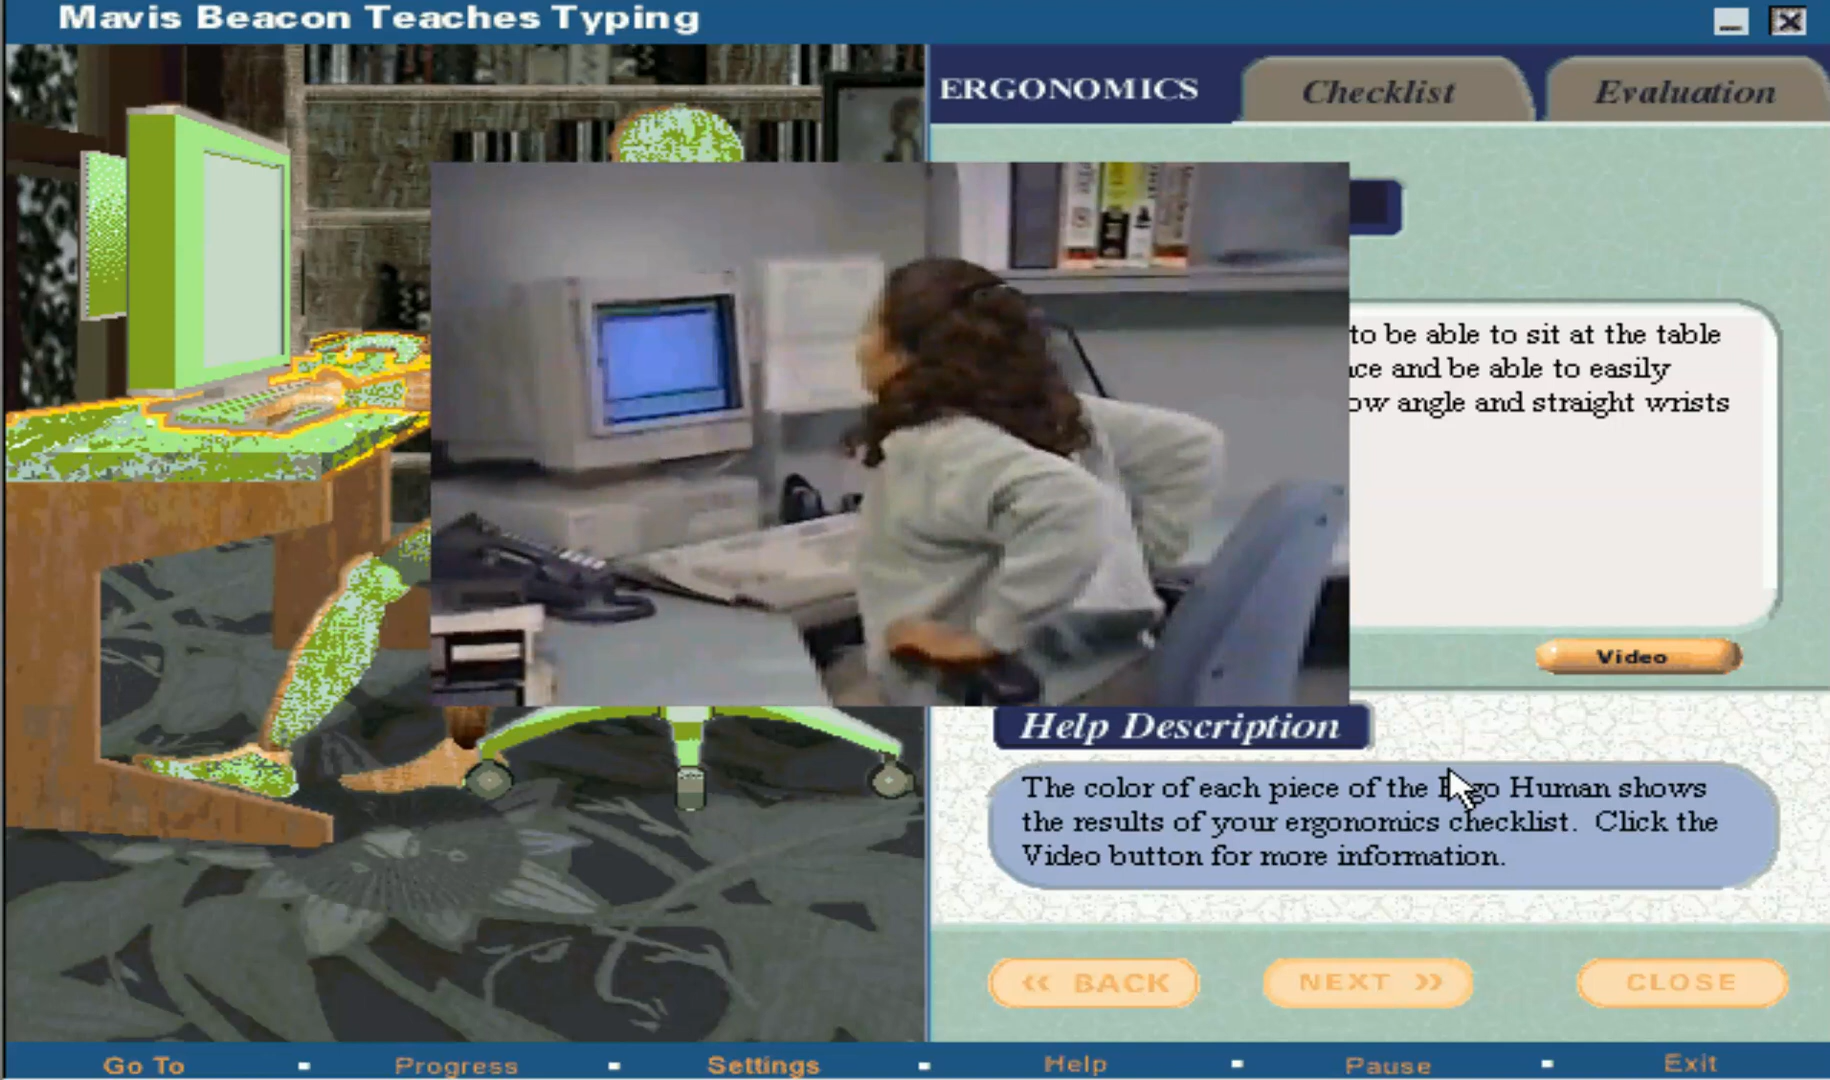 Mavis Beacon Teaches Typing
ERGONOMICS
Checklist
Evaluation
to be able to sit at the table
ce and be able to easily
ow angle and straight wrists
Video
Help Description
The color of each piece of the Ergo Human shows
the results of your ergonomics checklist. Click the
Video button for more information.
<< BACK
NEXT >>
CLOSE
Go To
Progress
Settings
Help
Pause
Exit